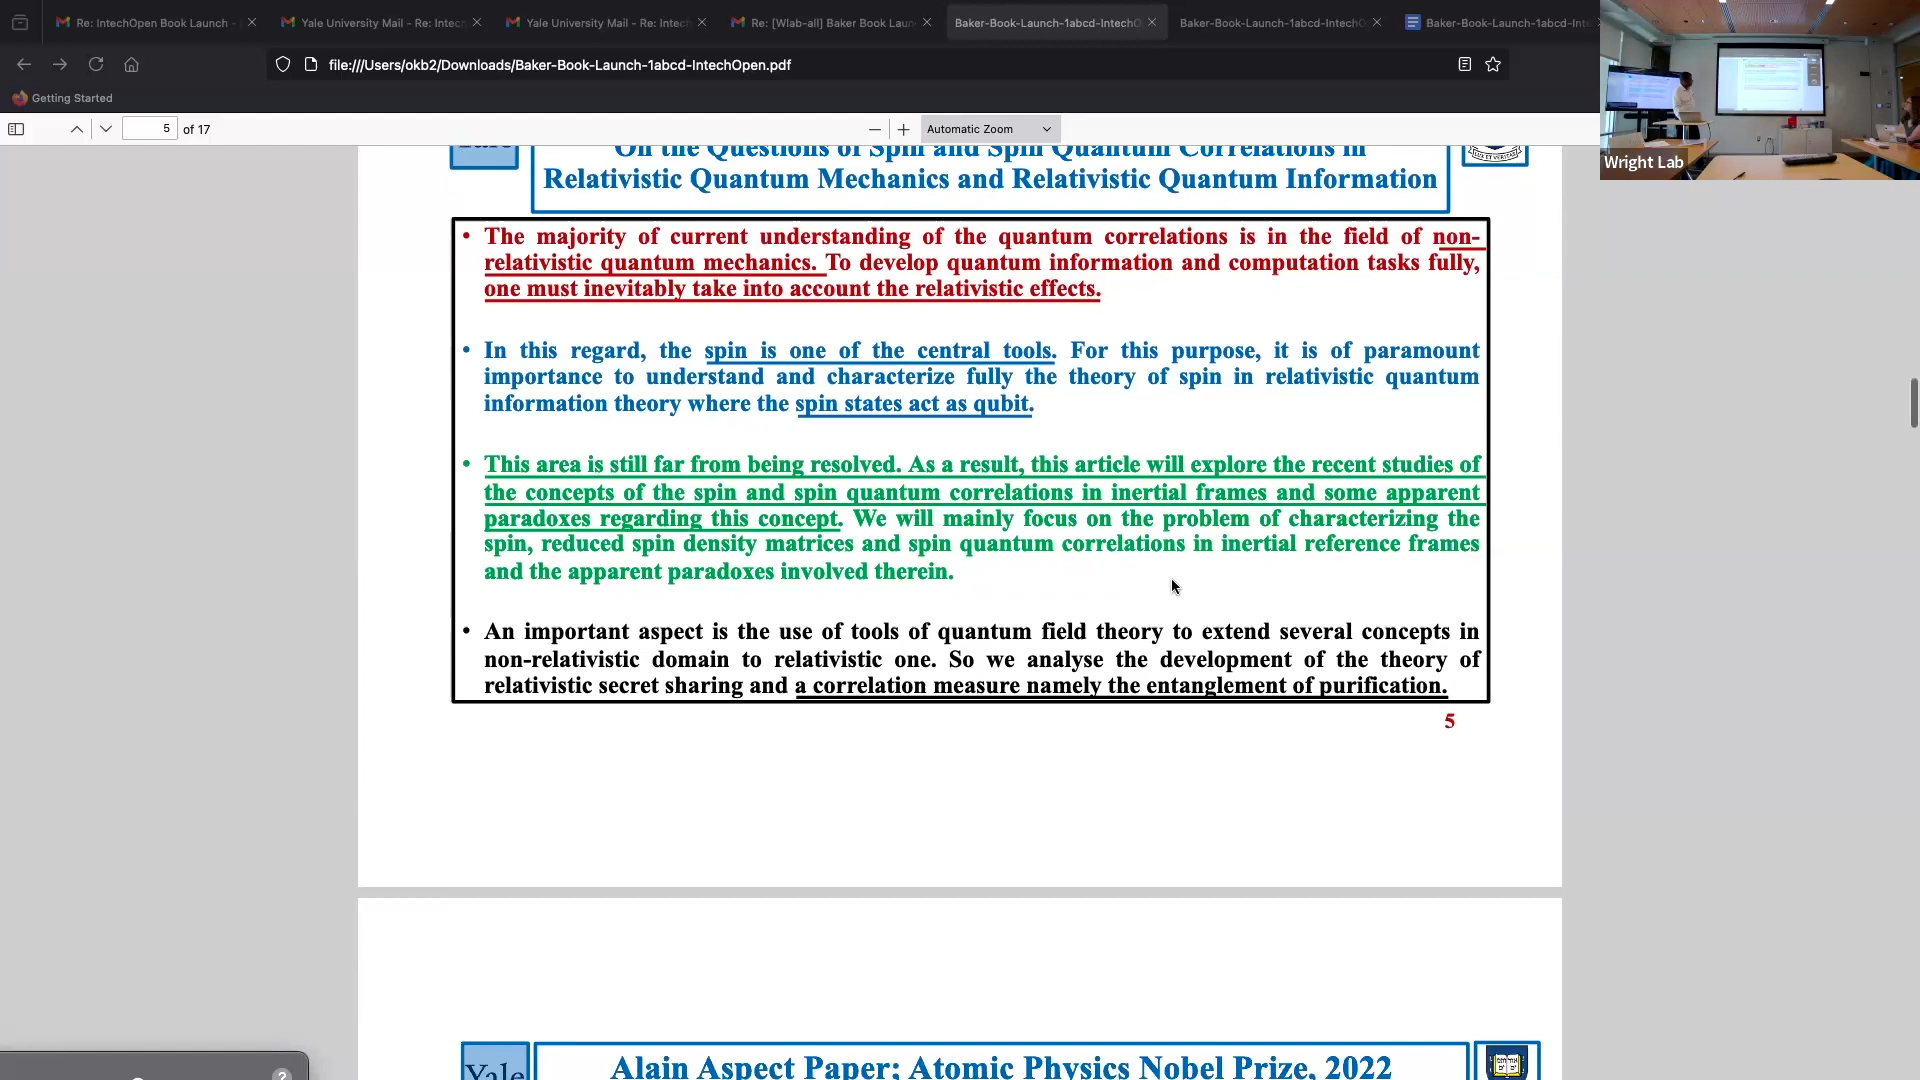 Re: IntechOpen Book Launch -
Yale University Mail - Re: Intech
Yale University Mail - Re: Intech
Re: [Wlab-all] Baker Book Laun
Baker-Book-Launch-1abcd-IntechO
Baker-Book-Launch-1abcd-IntechO
Baker-Book-Launch-1abcd-Inte
file:///Users/okb2/Downloads/Baker-Book-Launch-1abcd-IntechOpen.pdf
Getting Started
5 of 17
Automatic Zoom
Wright Lab
Yale
On the Questions of Spin and Spin Quantum Correlations in
Relativistic Quantum Mechanics and Relativistic Quantum Information
• The majority of current understanding of the quantum correlations is in the field of non-
relativistic quantum mechanics. To develop quantum information and computation tasks fully,
one must inevitably take into account the relativistic effects.
• In this regard, the spin is one of the central tools. For this purpose, it is of paramount
importance to understand and characterize fully the theory of spin in relativistic quantum
information theory where the spin states act as qubit.
• This area is still far from being resolved. As a result, this article will explore the recent studies of
the concepts of the spin and spin quantum correlations in inertial frames and some apparent
paradoxes regarding this concept. We will mainly focus on the problem of characterizing the
spin, reduced spin density matrices and spin quantum correlations in inertial reference frames
and the apparent paradoxes involved therein.
• An important aspect is the use of tools of quantum field theory to extend several concepts in
non-relativistic domain to relativistic one. So we analyse the development of the theory of
relativistic secret sharing and a correlation measure namely the entanglement of purification.
5
Yale
Alain Aspect Paper; Atomic Physics Nobel Prize, 2022
?